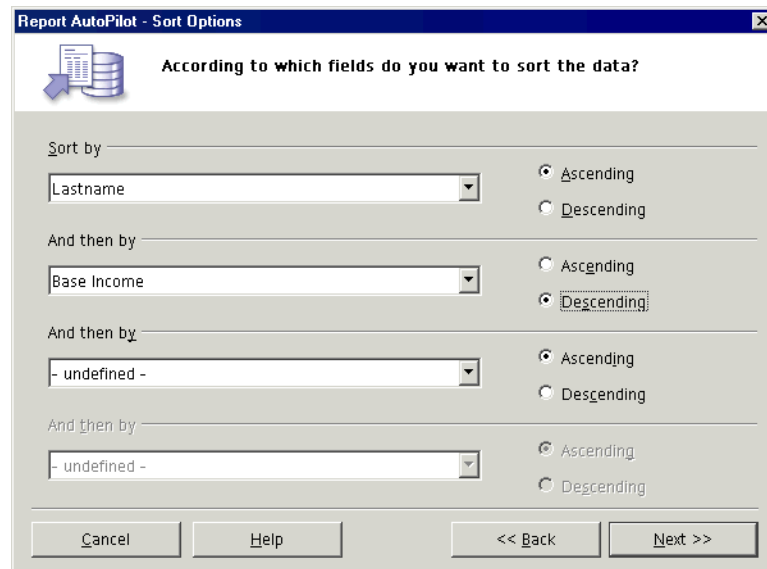 Report AutoPilot - Sort Options
According to which fields do you want to sort the data?
Sort by
Lastname
Ascending
Descending
And then by
Base Income
Ascending
Descending
And then by
- undefined -
Ascending
Descending
And then by
- undefined -
Ascending
Descending
Cancel
Help
<< Back
Next >>